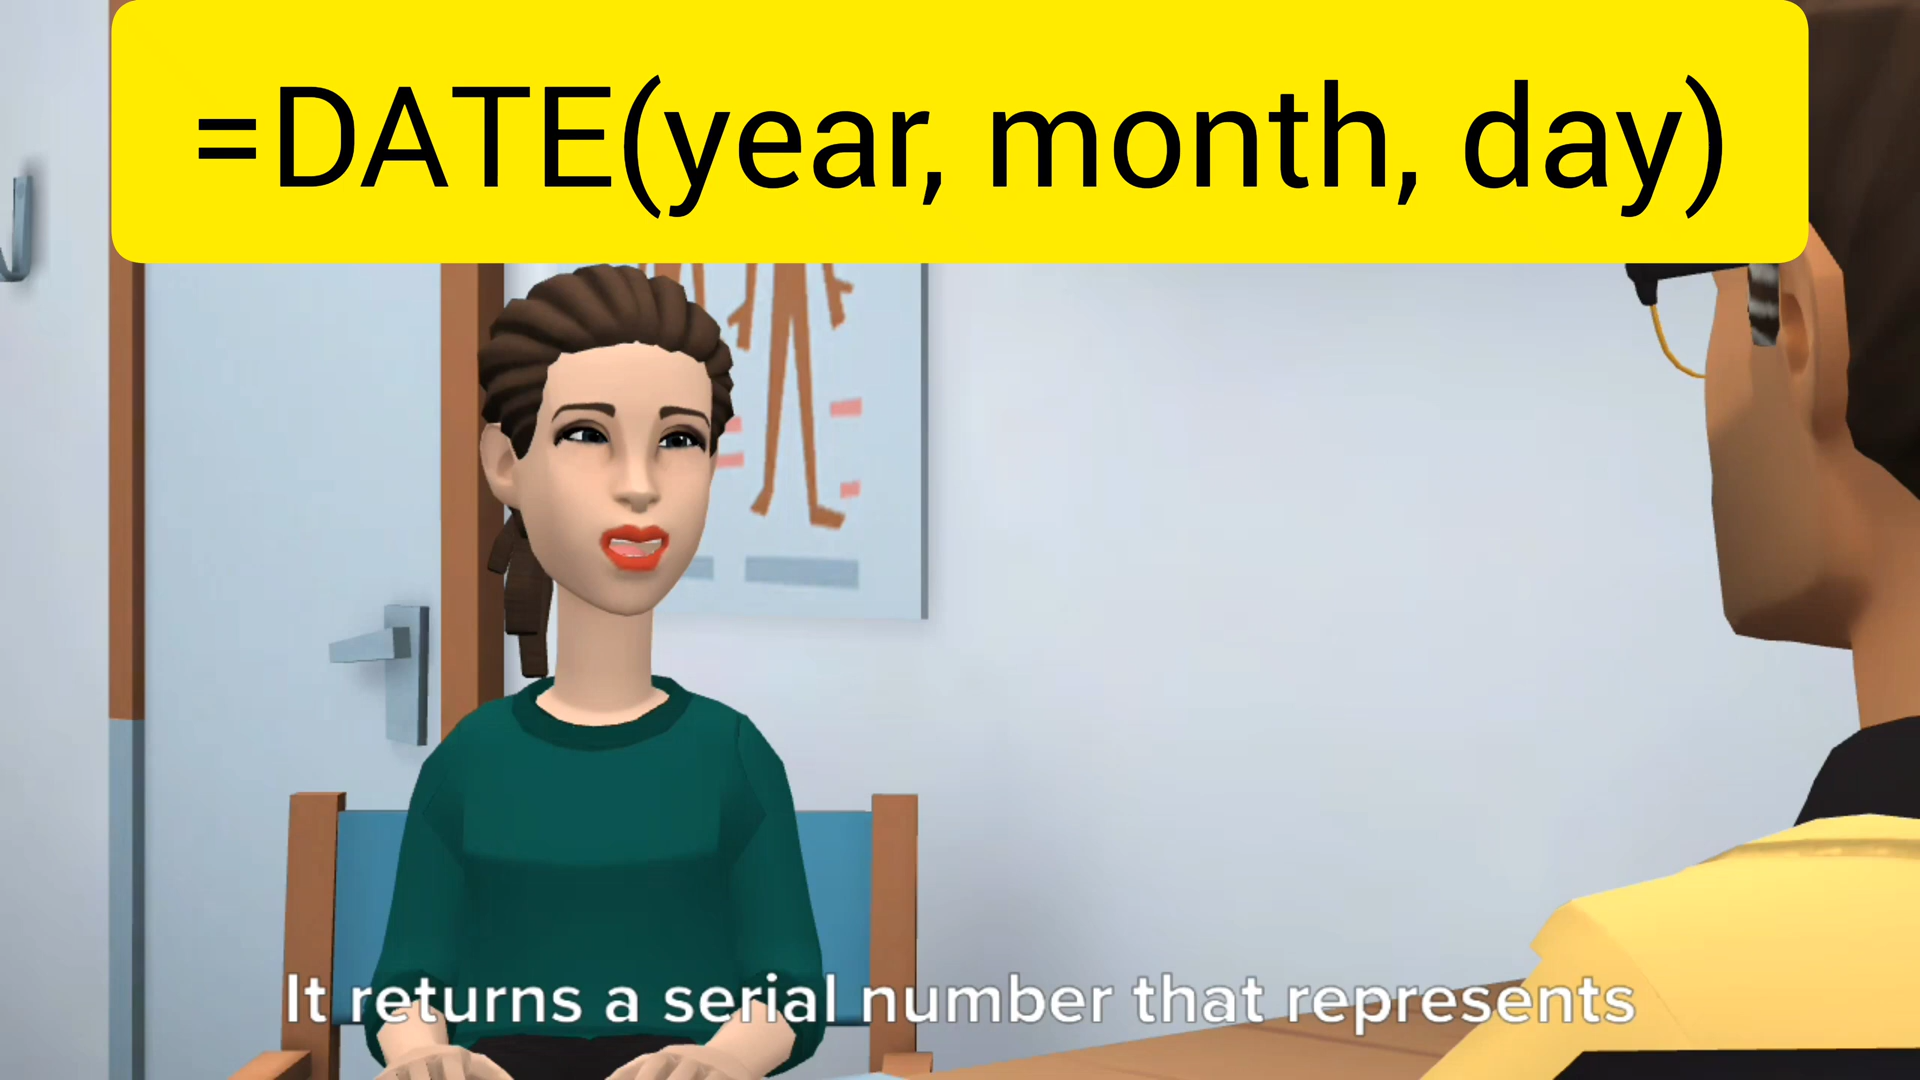 =DATE(year, month, day)
It returns a serial number that represents